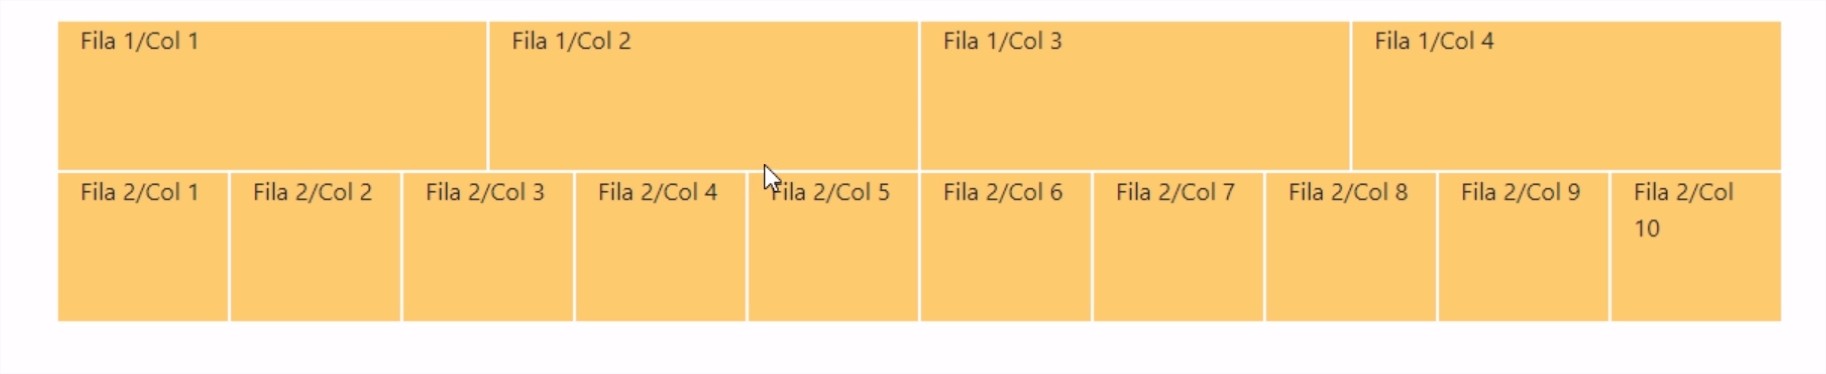 Fila 1/Col 1
Fila 1/Col 2
Fila 1/Col 3
Fila 1/Col 4
Fila 2/Col 1
Fila 2/Col 2
Fila 2/Col 3
Fila 2/Col 4
Fila 2/Col 5
Fila 2/Col 6
Fila 2/Col 7
Fila 2/Col 8
Fila 2/Col 9
Fila 2/Col
10